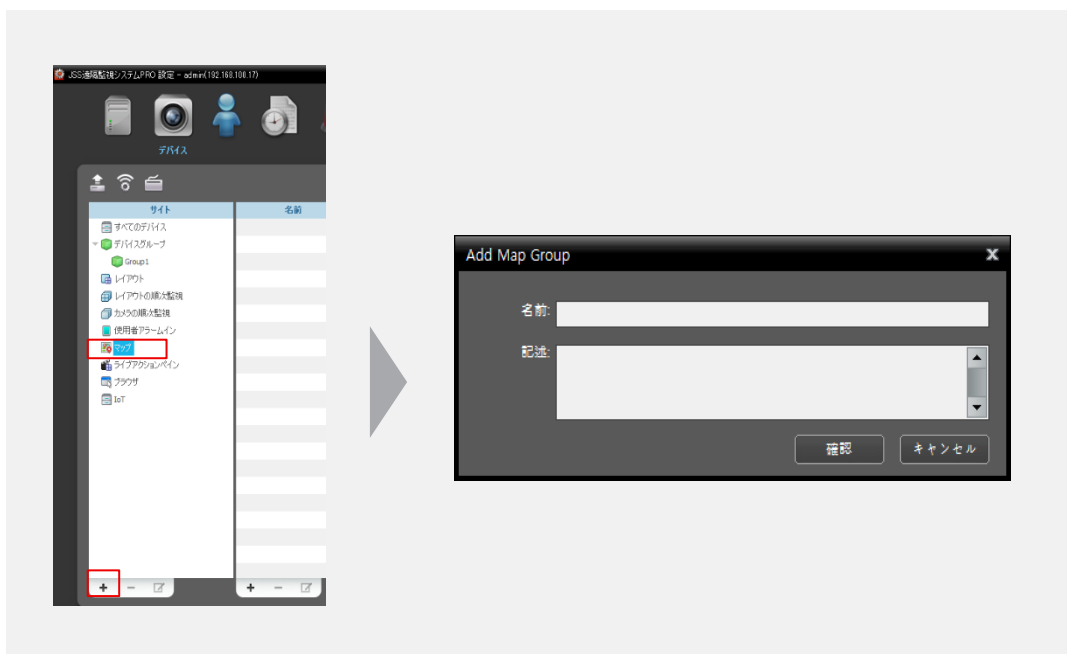 JSS遠隔監視システムPRO 設定 - admin(192.168.100.17)
デバイス
サイト
名前
すべてのデバイス
デバイスグループ
Group1
レイアウト
レイアウトの順次監視
カメラの順次監視
使用者アラームイン
マップ
ライブアクションペイン
ブラウザ
IoT
Add Map Group
名前:
記述:
確認
キャンセル